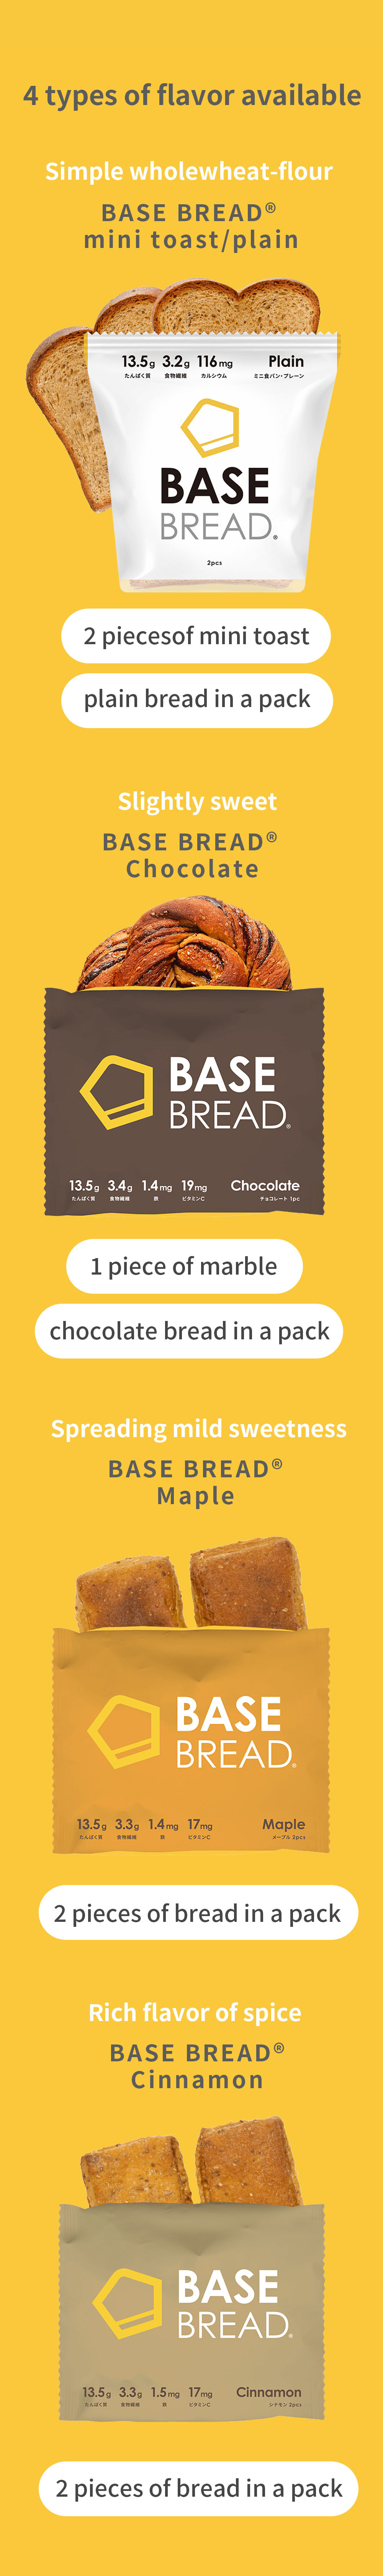 4 types of flavor available
Simple wholewheat-flour
BASE BREAD®
mini toast/plain
13.5g 3.2g 116mg Plain
たんぱく質 食物繊維 カルシウム ミニ食パン・プレーン
BASE
BREAD®
2pcs
2 piecesof mini toast
plain bread in a pack
Slightly sweet
BASE BREAD®
Chocolate
BASE
BREAD®
13.5g 3.4g 1.4mg 19mg Chocolate
たんぱく質 食物繊維 鉄 ビタミンC チョコレート 1pc
1 piece of marble
chocolate bread in a pack
Spreading mild sweetness
BASE BREAD®
Maple
BASE
BREAD®
13.5g 3.3g 1.4mg 17mg Maple
たんぱく質 食物繊維 鉄 ビタミンC メープル 2pcs
2 pieces of bread in a pack
Rich flavor of spice
BASE BREAD®
Cinnamon
BASE
BREAD®
13.5g 3.3g 1.5mg 17mg Cinnamon
たんぱく質 食物繊維 鉄 ビタミンC シナモン 2pcs
2 pieces of bread in a pack